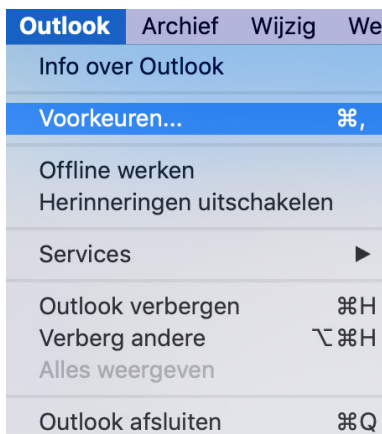 Outlook Archief Wijzig We
Info over Outlook
Voorkeuren... ⌘,
Offline werken
Herinneringen uitschakelen
Services ▶
Outlook verbergen ⌘H
Verberg andere ⌥⌘H
Alles weergeven
Outlook afsluiten ⌘Q